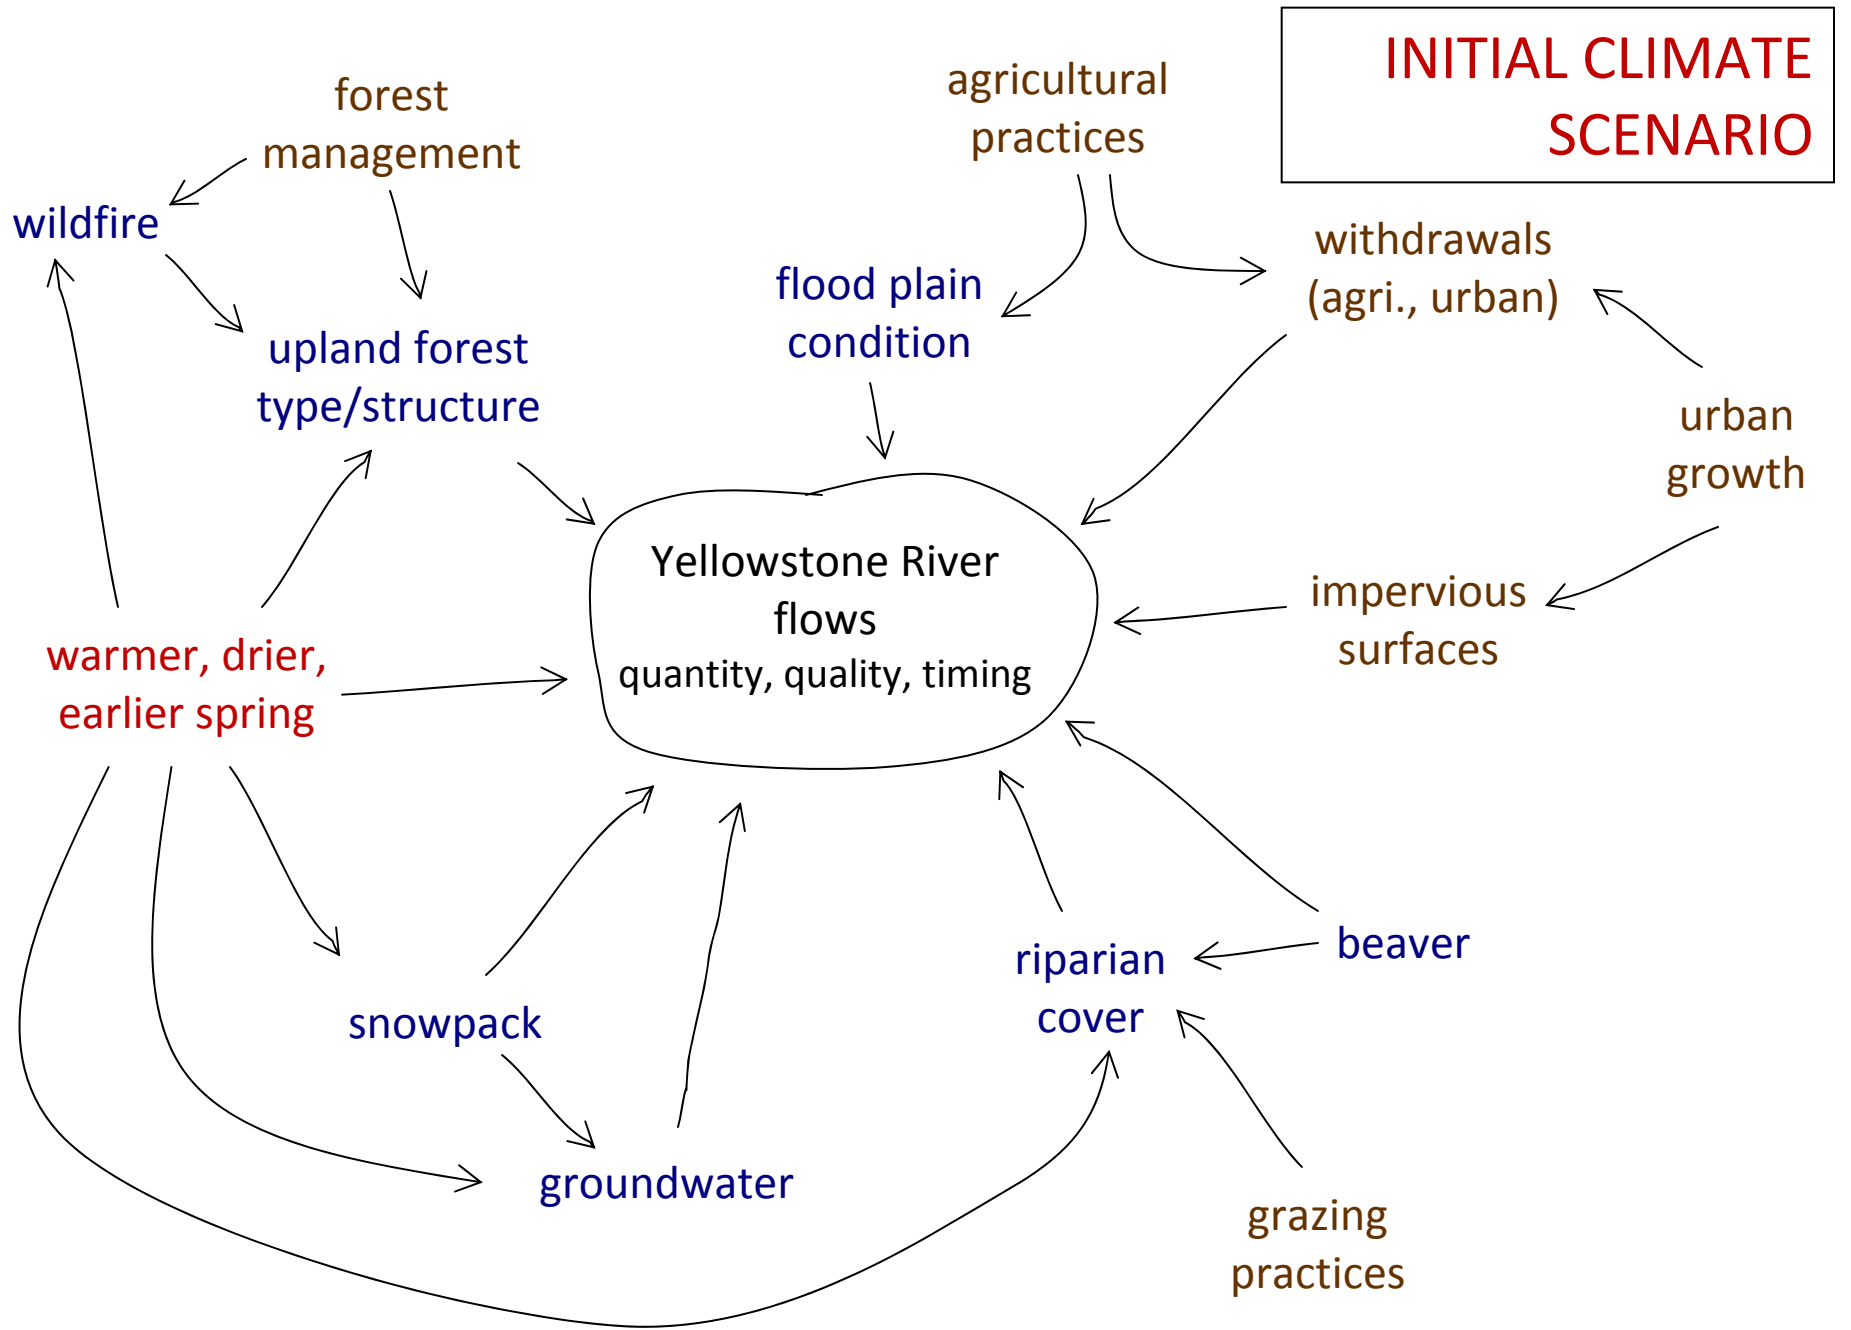 INITIAL CLIMATE
SCENARIO
forest
management
agricultural
practices
wildfire
withdrawals
(agri., urban)
flood plain
condition
upland forest
type/structure
urban
growth
Yellowstone River
flows
quantity, quality, timing
impervious
surfaces
warmer, drier,
earlier spring
riparian
cover
beaver
snowpack
groundwater
grazing
practices